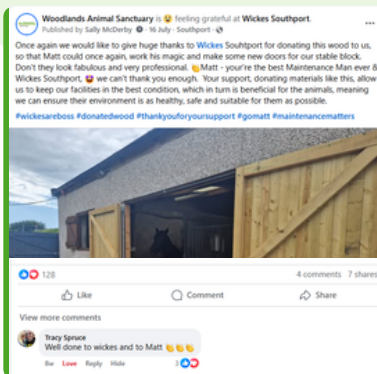 Woodlands Animal Sanctuary is feeling grateful at Wickes Southport.
Published by Sally McDerby · 16 July · Southport ·
Once again we would like to give huge thanks to Wickes Souhtport for donating this wood to us,
so that Matt could once again, work his magic and make some new doors for our stable block.
Don't they look fabulous and very professional. 👏Matt - your're the best Maintenance Man ever &
Wickes Southport, we can't thank you enough. Your support, donating materials like this, allow
us to keep our facilities in the best condition, which in turn is beneficial for the animals, meaning
we can ensure their environment is as healthy, safe and suitable for them as possible.
#wickesareboss #donatedwood #thankyouforyoursupport #gomatt #maintenancematters
128
4 comments 7 shares
Like Comment Share
View more comments
Tracy Spruce
Well done to wickes and to Matt 👏👏👏
8w Love Reply Hide 3